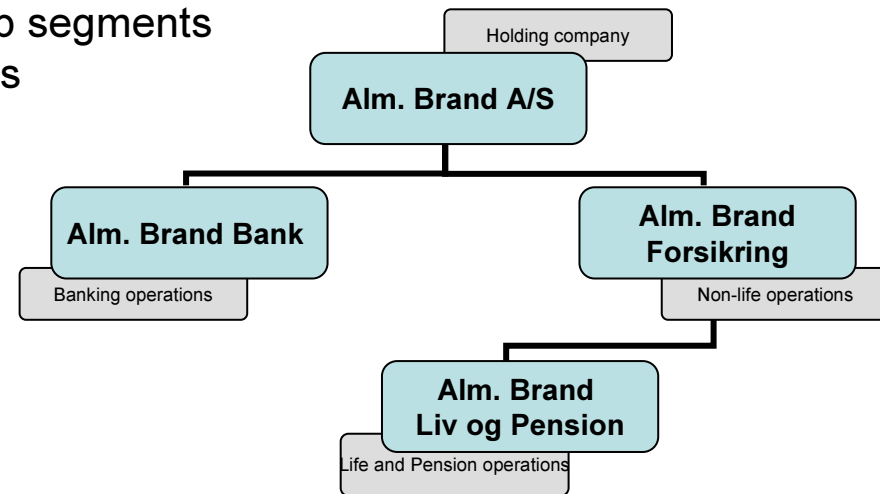 segments
Holding company
Alm. Brand A/S
Alm. Brand Bank
Alm. Brand
Forsikring
Banking operations
Non-life operations
Alm. Brand
Liv og Pension
Life and Pension operations